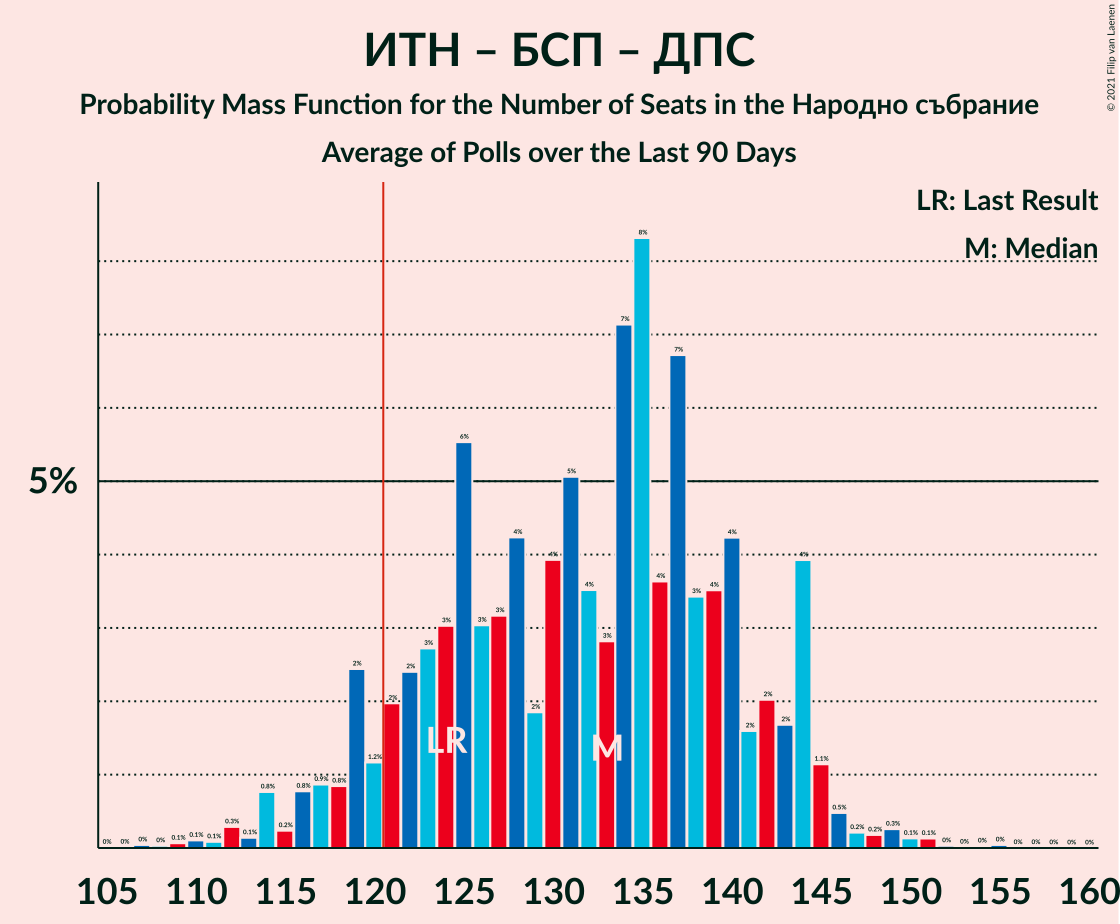 ИТН – БСП – ДПС
Probability Mass Function for the Number of Seats in the Народно събрание
Average of Polls over the Last 90 Days
© 2021 Filip van Laenen
LR: Last Result
M: Median
5%
0% 0% 0% 0% 0.1% 0.1% 0.1% 0.3% 0.1% 0.8% 0.2% 0.8% 0.9% 0.8% 2% 1.2% 2% 2% 3% 3% 6% 3% 3% 4% 2% 4% 5% 4% 3% 7% 8% 4% 7% 3% 4% 4% 2% 2% 2% 4% 1.1% 0.5% 0.2% 0.2% 0.3% 0.1% 0.1% 0% 0% 0% 0% 0% 0% 0% 0% 0%
LR M
105 110 115 120 125 130 135 140 145 150 155 160